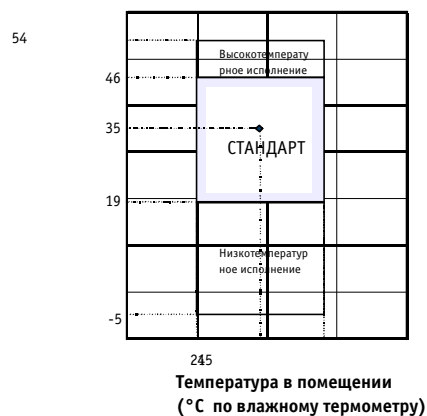 54
Высокотемперату
рное исполнение
46
35
СТАНДАРТ
19
Низкотемператур
ное исполнение
-5
245
Температура в помещении
(°C по влажному термометру)